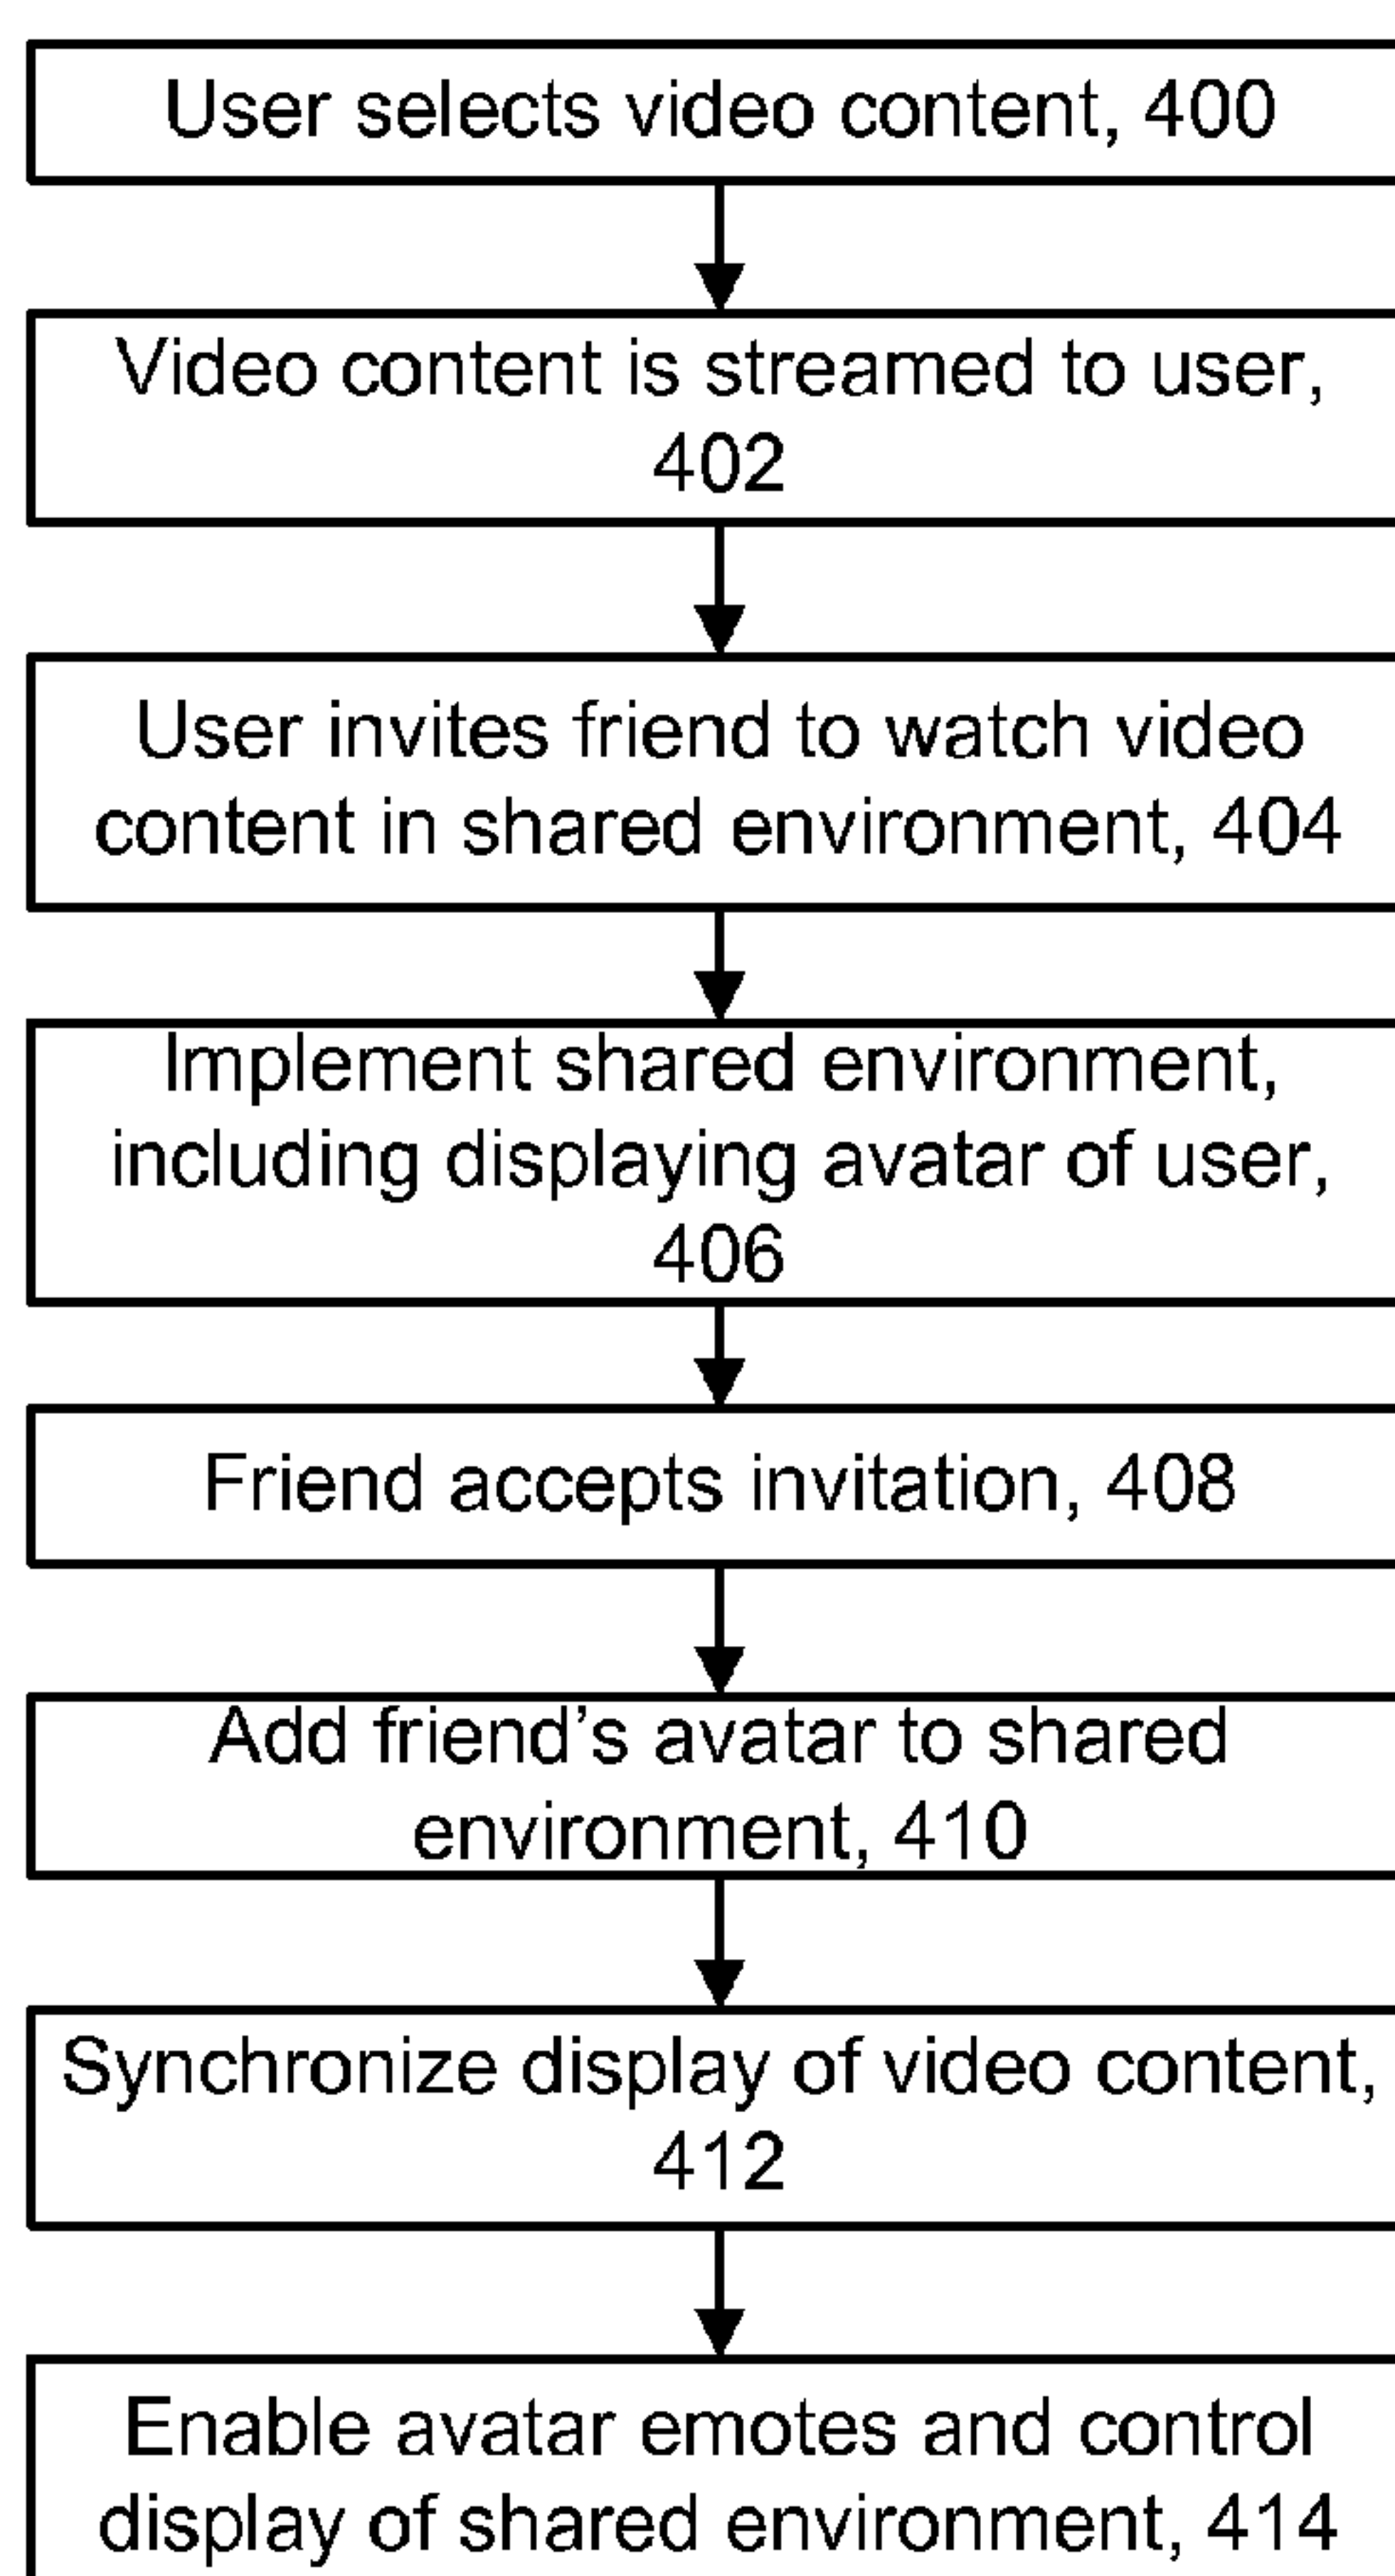 User selects video content, 400
Video content is streamed to user,
402
User invites friend to watch video
content in shared environment, 404
Implement shared environment,
including displaying avatar of user,
406
Friend accepts invitation, 408
Add friend’s avatar to shared
environment, 410
Synchronize display of video content,
412
Enable avatar emotes and control
display of shared environment, 414